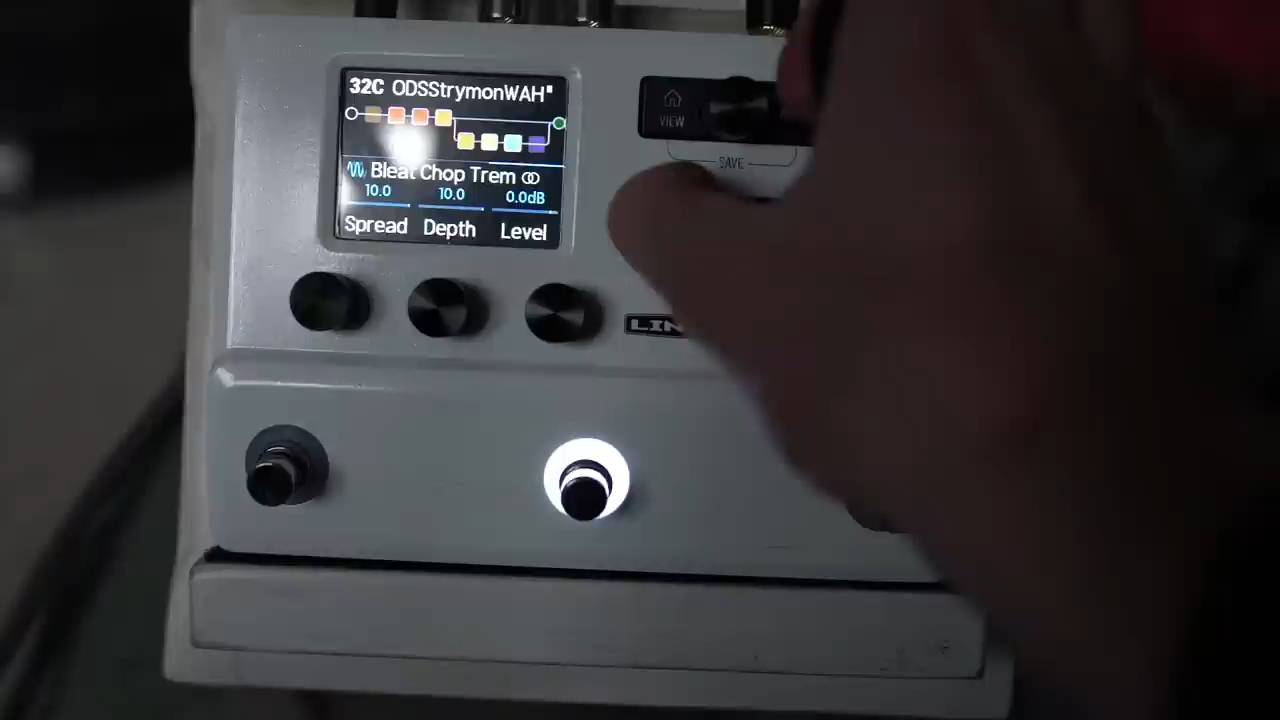 32C ODSStrymonWAH"
VIEW
SAVE
Bleat Chop Trem
10.0 10.0 0.0dB
Spread Depth Level